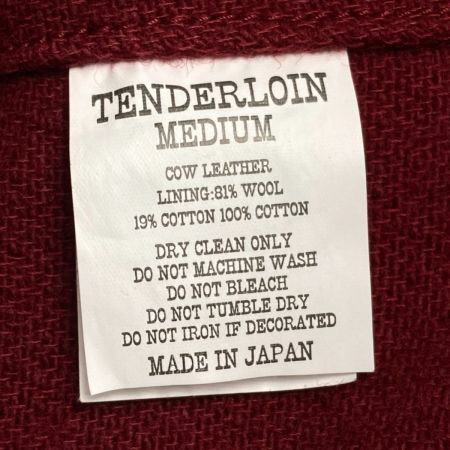 TENDERLOIN
MEDIUM
COW LEATHER
LINING:81% WOOL
19% COTTON 100% COTTON
DRY CLEAN ONLY
DO NOT MACHINE WASH
DO NOT BLEACH
DO NOT TUMBLE DRY
DO NOT IRON IF DECORATED
MADE IN JAPAN